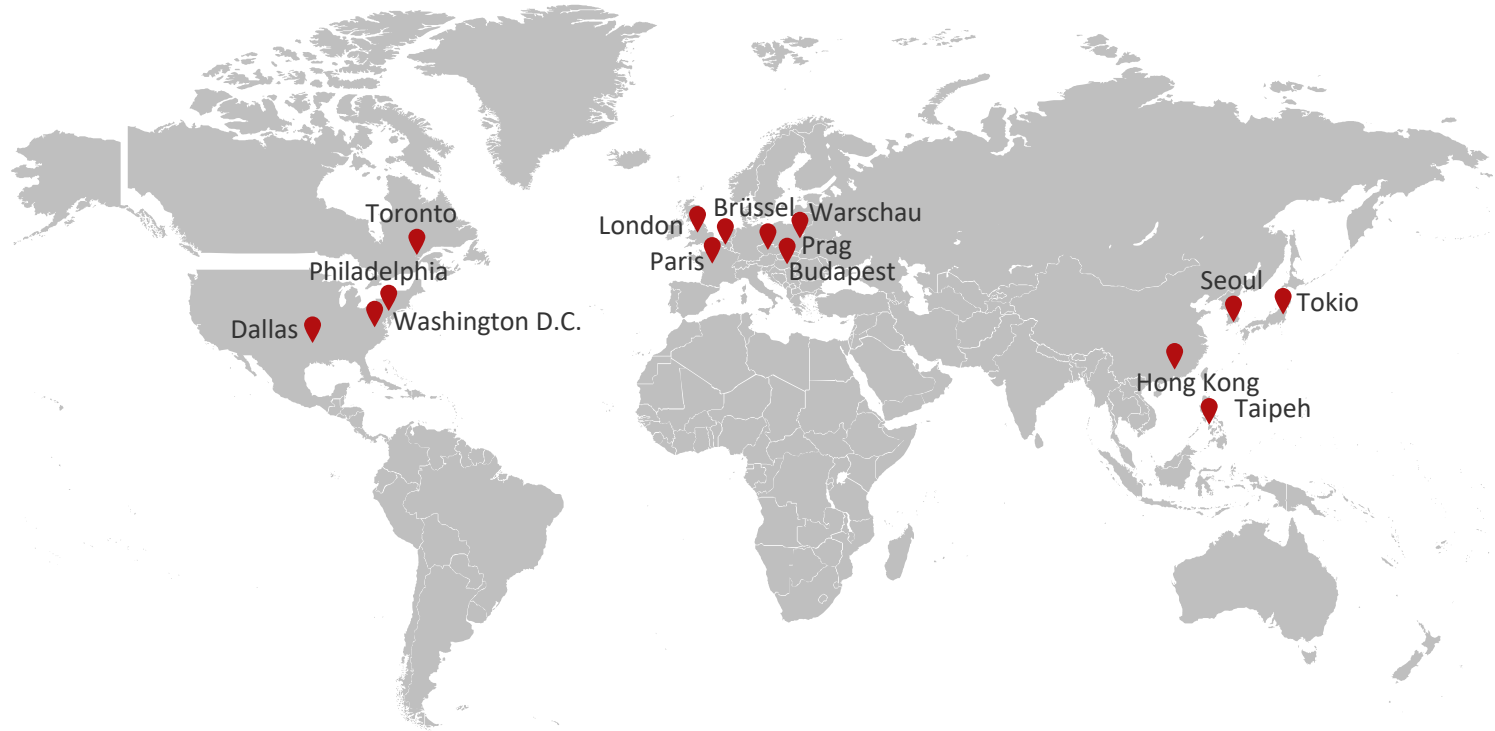 Toronto
Philadelphia
Dallas
Washington D.C.
London
Brüssel
Warschau
Paris
Prag
Budapest
Seoul
Tokio
Hong Kong
Taipeh